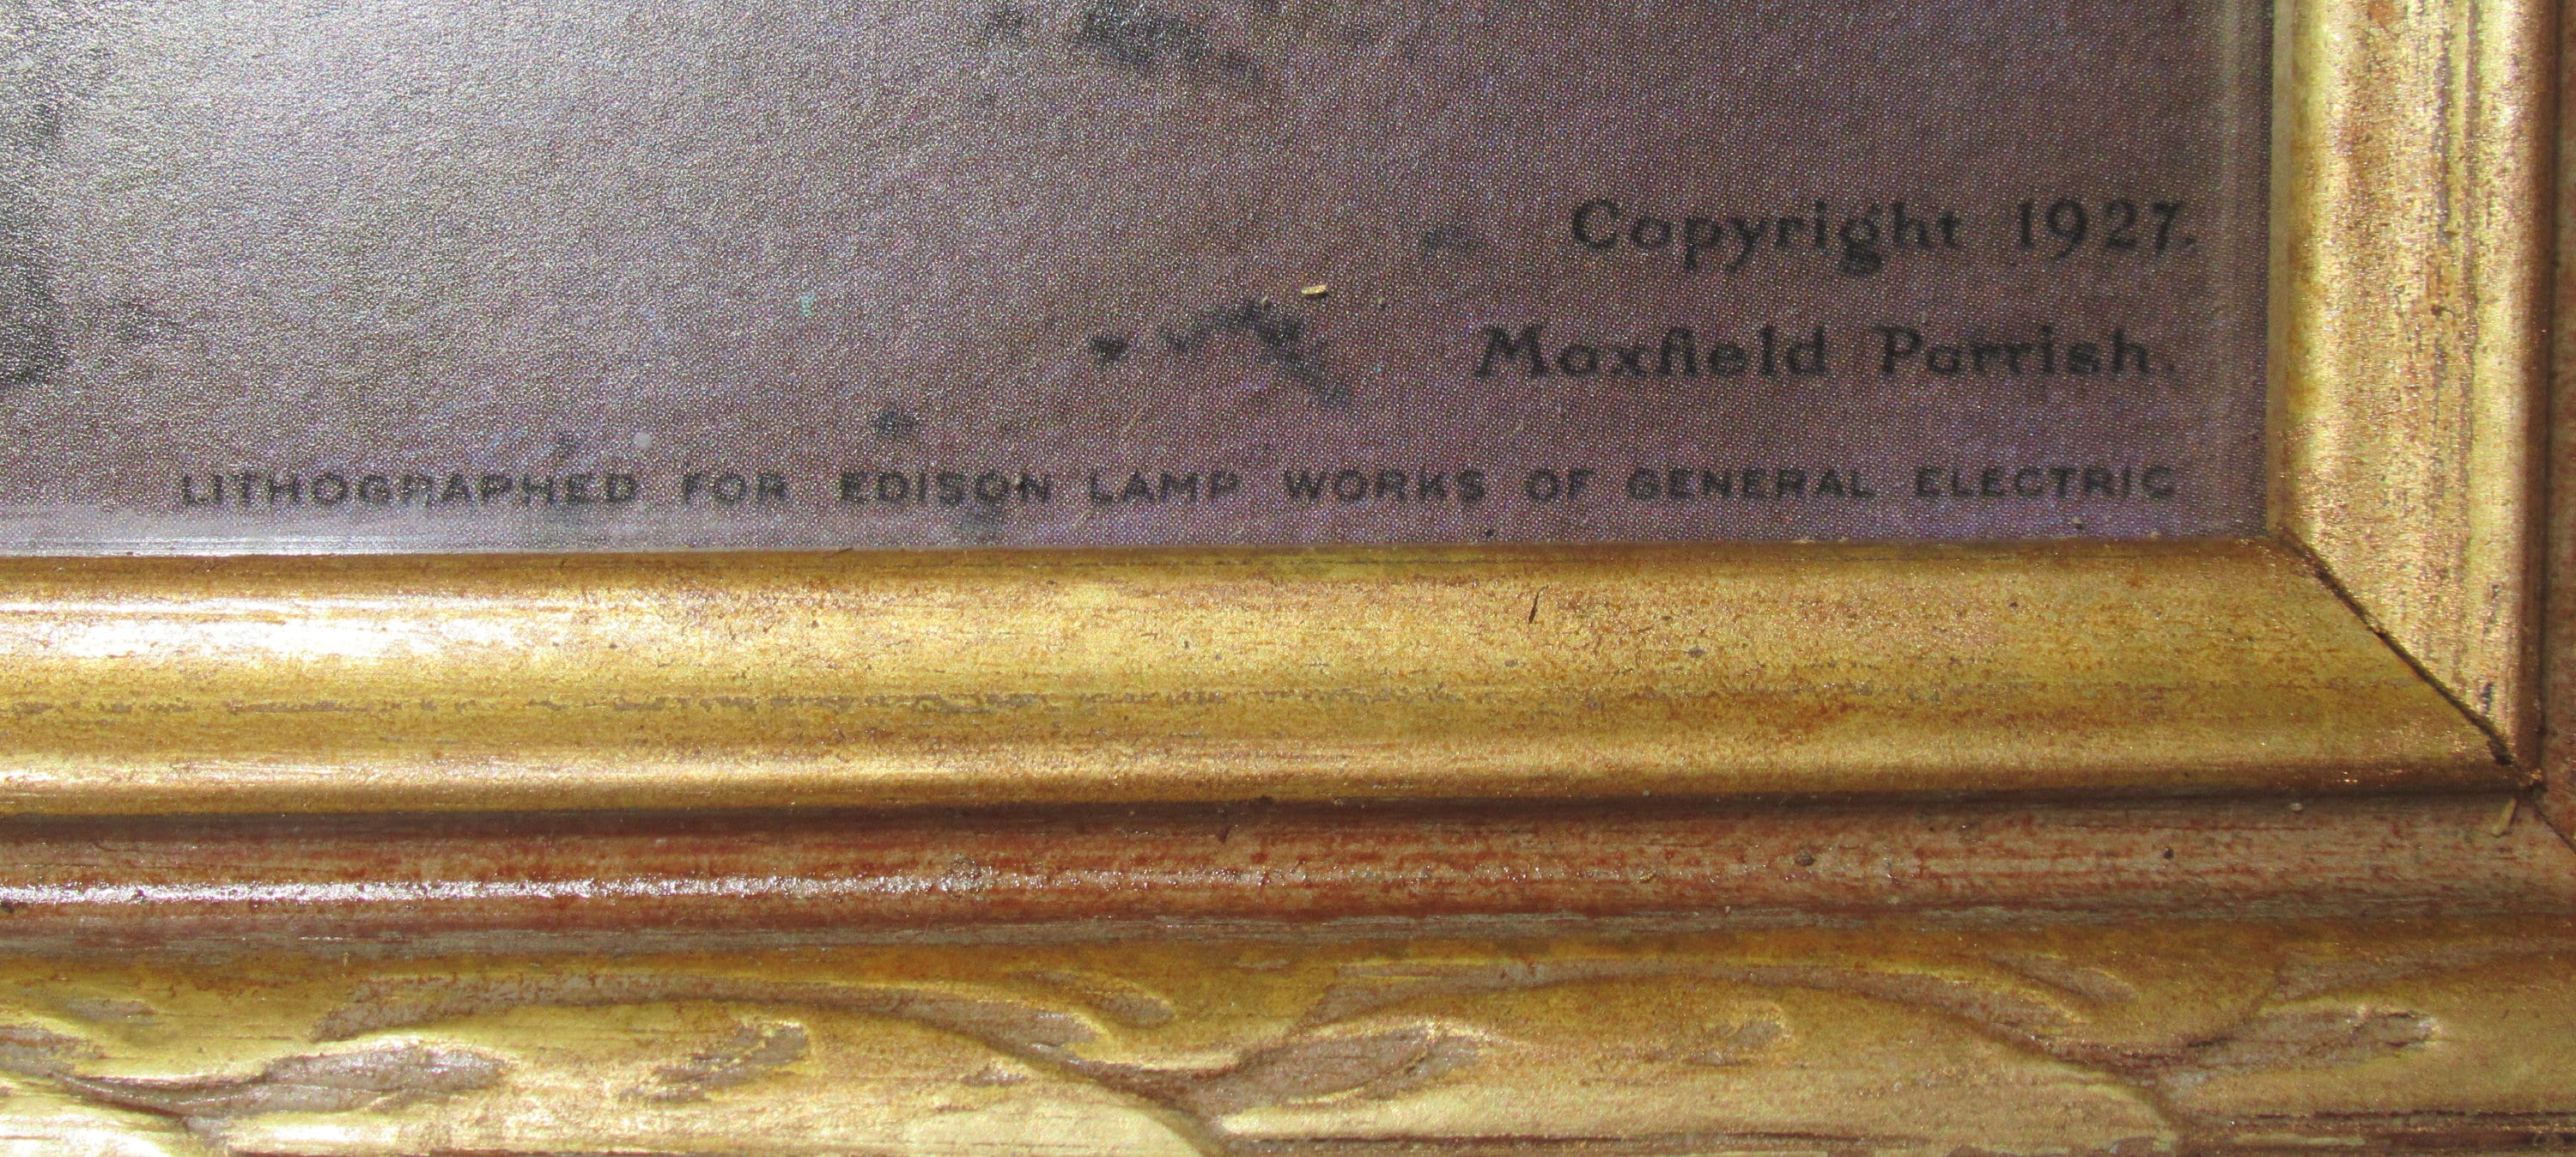 Copyright 1927.
Maxfield Parrish.
LITHOGRAPHED FOR EDISON LAMP WORKS OF GENERAL ELECTRIC